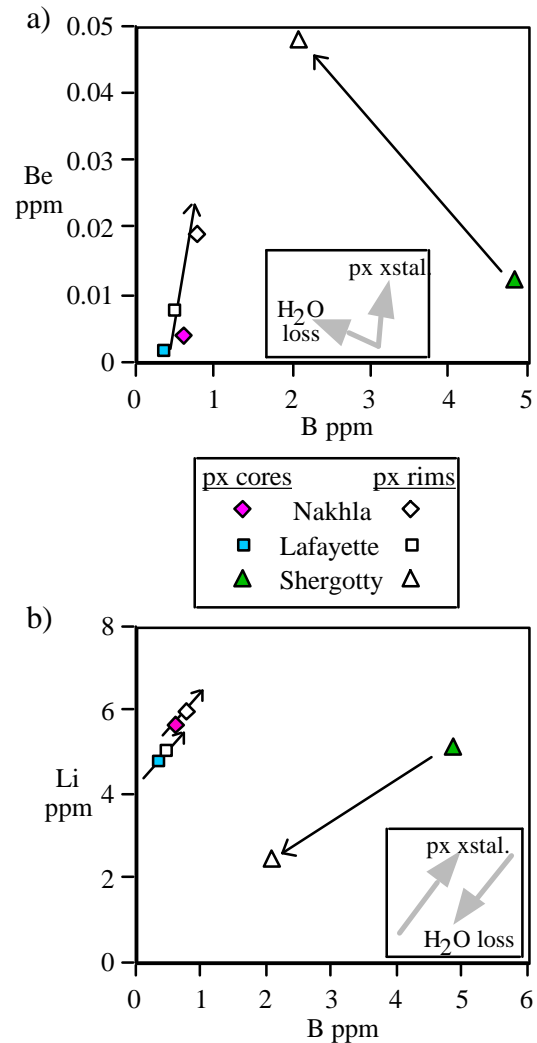 a)
0.05
0.04
0.03
0.02
0.01
0
Be
ppm
px xstal.
H2O
loss
0 1 2 3 4 5
B ppm
px cores px rims
Nakhla
Lafayette
Shergotty
b)
8
6
4
2
0
Li
ppm
px xstal.
H2O loss
0 1 2 3 4 5 6
B ppm